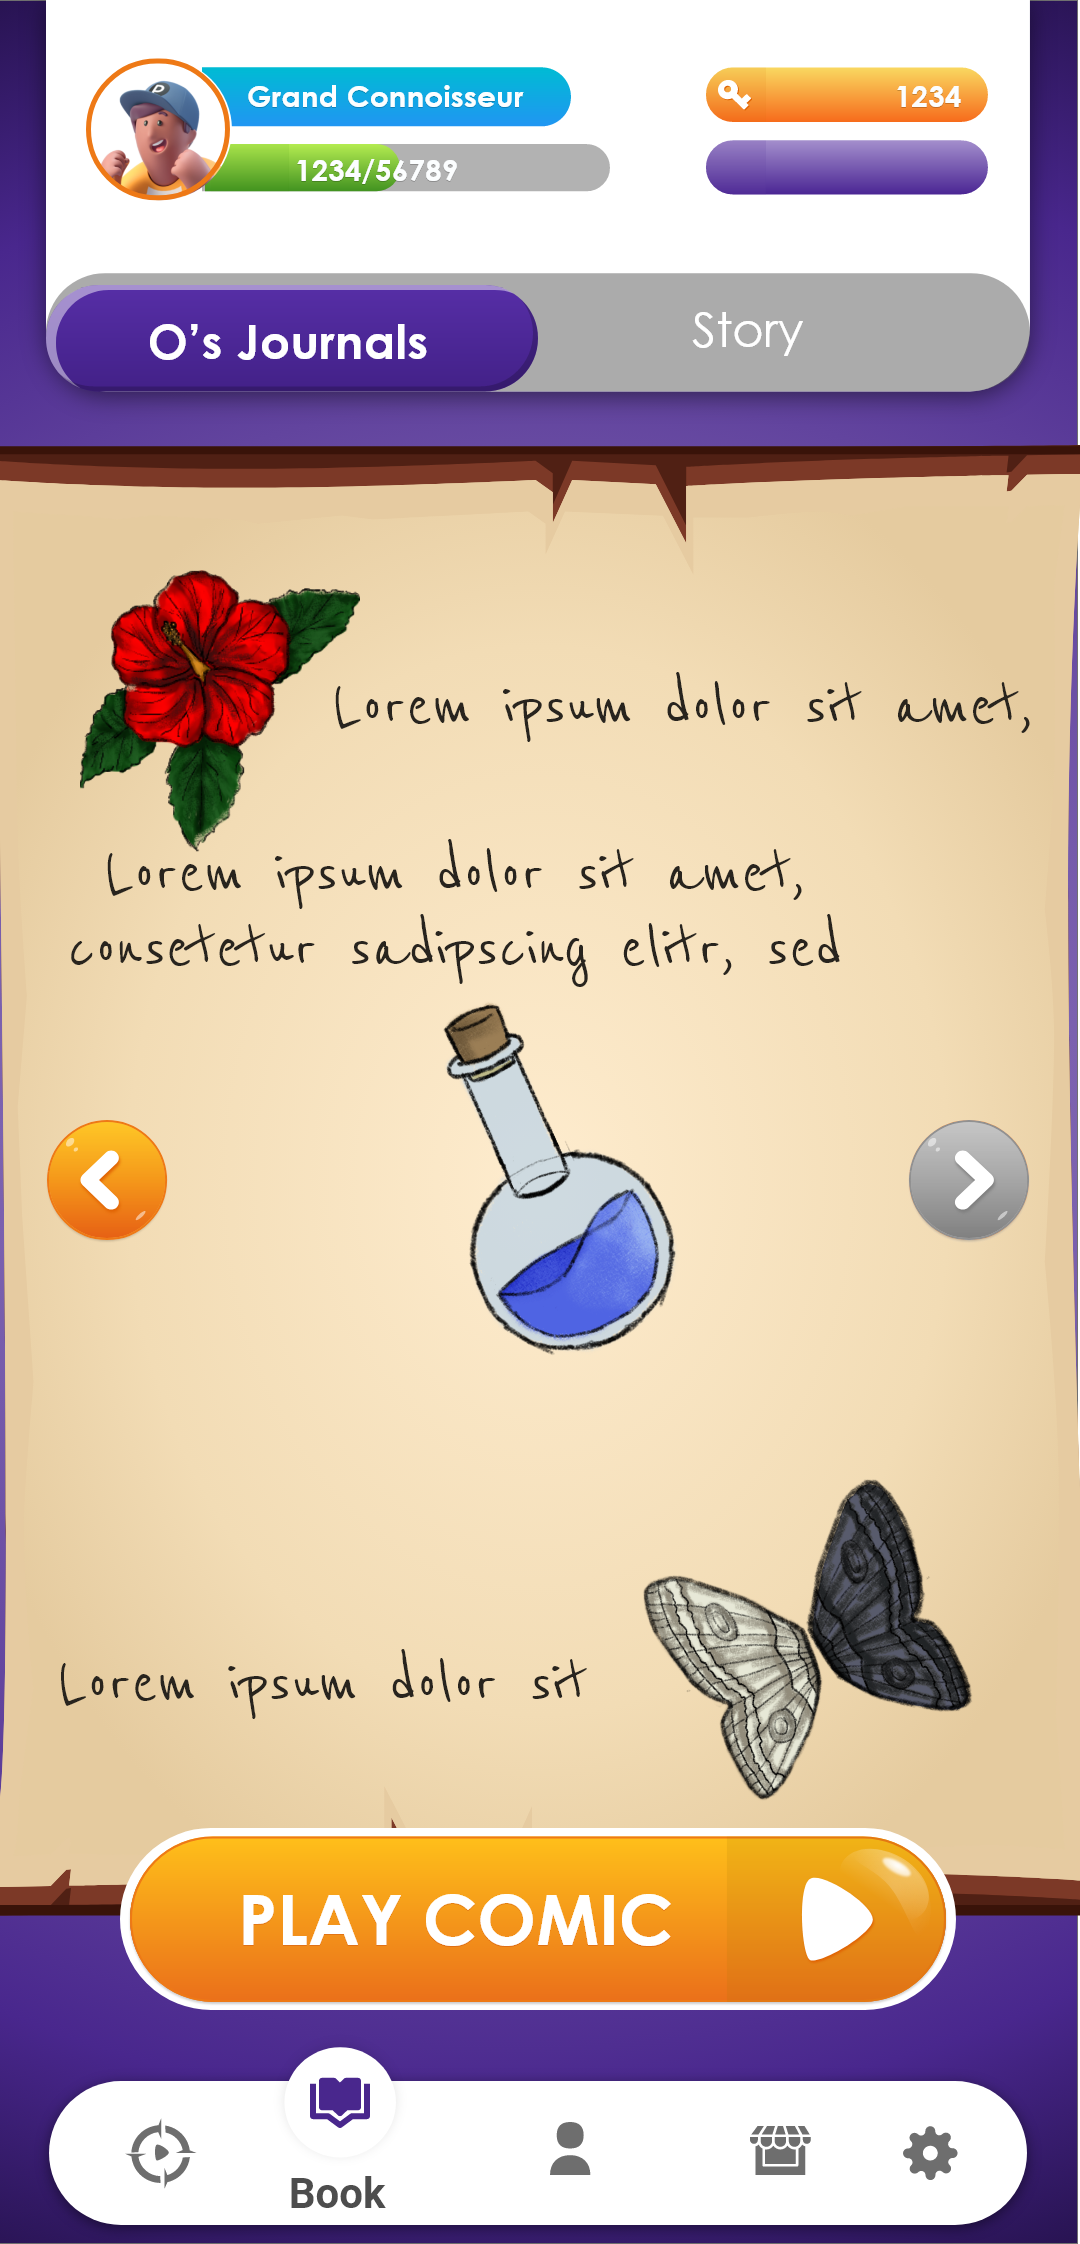 P
Grand Connoisseur
1234
1234/56789
O's Journals
Story
Lorem ipsum dolor sit amet,
Lorem ipsum dolor sit amet,
consetetur sadipscing elitr, sed
Lorem ipsum dolor sit
PLAY COMIC
Book